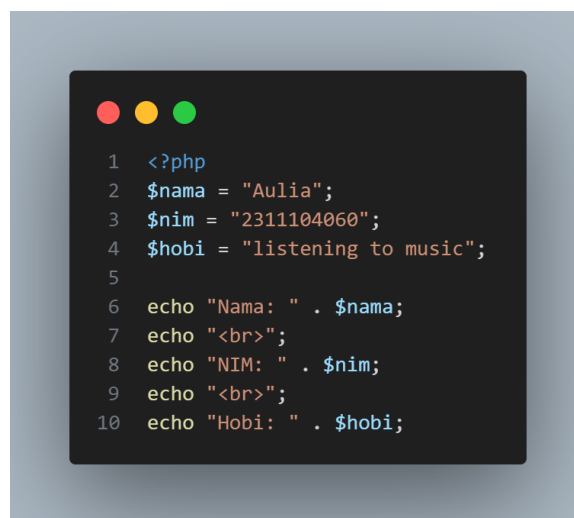 1 <?php
2 $nama = "Aulia";
3 $nim = "2311104060";
4 $hobi = "listening to music";
5
6 echo "Nama: " . $nama;
7 echo "<br>";
8 echo "NIM: " . $nim;
9 echo "<br>";
10 echo "Hobi: " . $hobi;